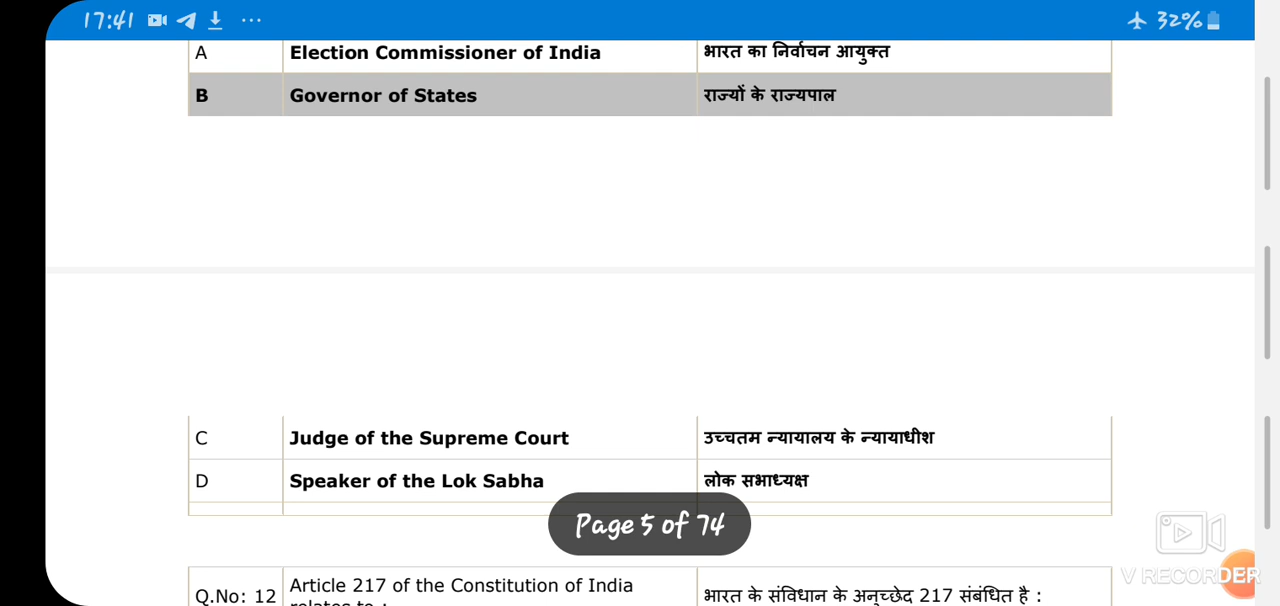 17:41 ... 32%
A Election Commissioner of India भारत का निर्वाचन आयुक्त
B Governor of States राज्यों के राज्यपाल
C Judge of the Supreme Court उच्चतम न्यायालय के न्यायाधीश
D Speaker of the Lok Sabha लोक सभाध्यक्ष
Page 5 of 74
Article 217 of the Constitution of India
Q.No: 12 relates to : भारत के संविधान के अनुच्छेद 217 संबंधित है :
V RECORDER